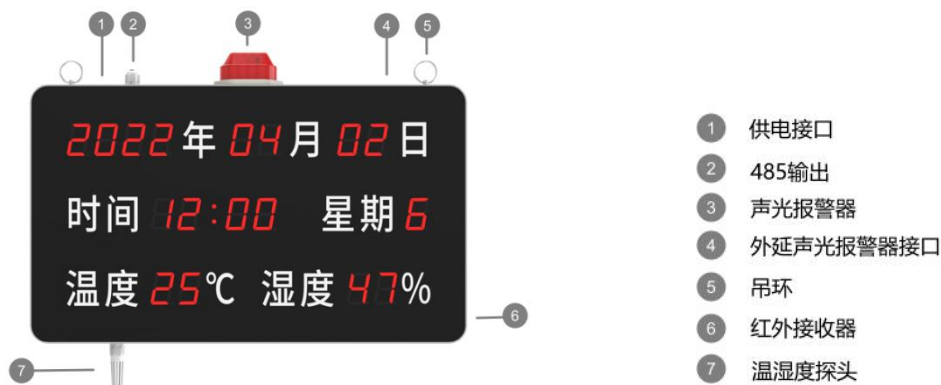 1 2 3 4 5
2022年04月02日
时间 12:00 星期6
温度25℃ 湿度47%
6
7
1 供电接口
2 485输出
3 声光报警器
4 外延声光报警器接口
5 吊环
6 红外接收器
7 温湿度探头